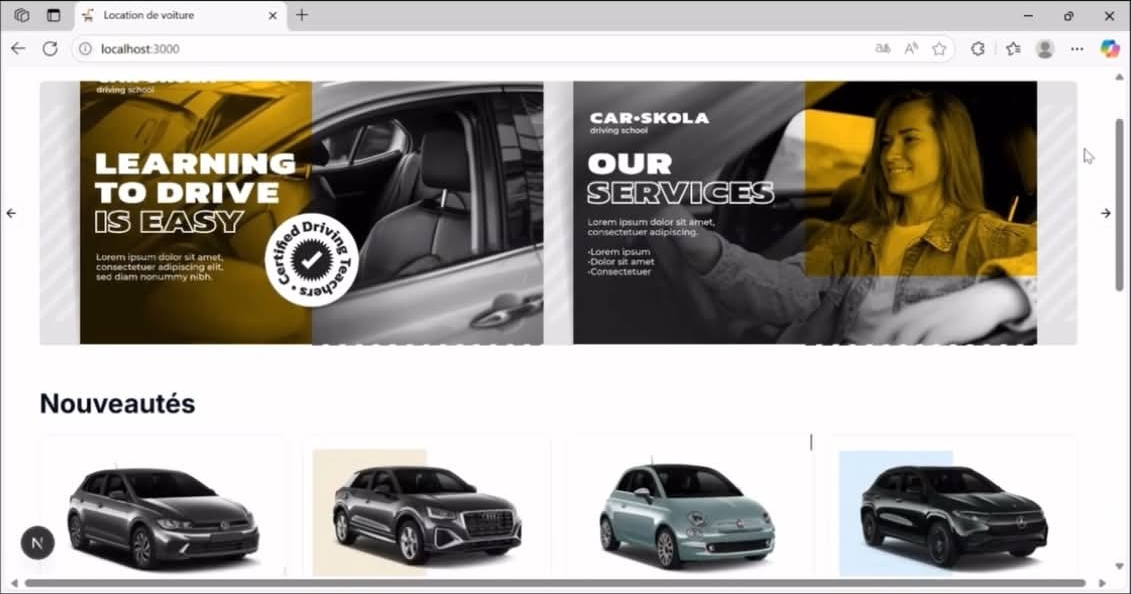 Location de voiture
localhost:3000
driving school
LEARNING
TO DRIVE
IS EASY
Lorem ipsum dolor sit amet,
consectetuer adipiscing elit,
sed diam nonummy nibh.
Certified Driving Teachers •
CAR•SKOLA
driving school
OUR
SERVICES
Lorem ipsum dolor sit amet,
consectetuer adipiscing.
•Lorem ipsum
•Dolor sit amet
•Consectetuer
Nouveautés
N